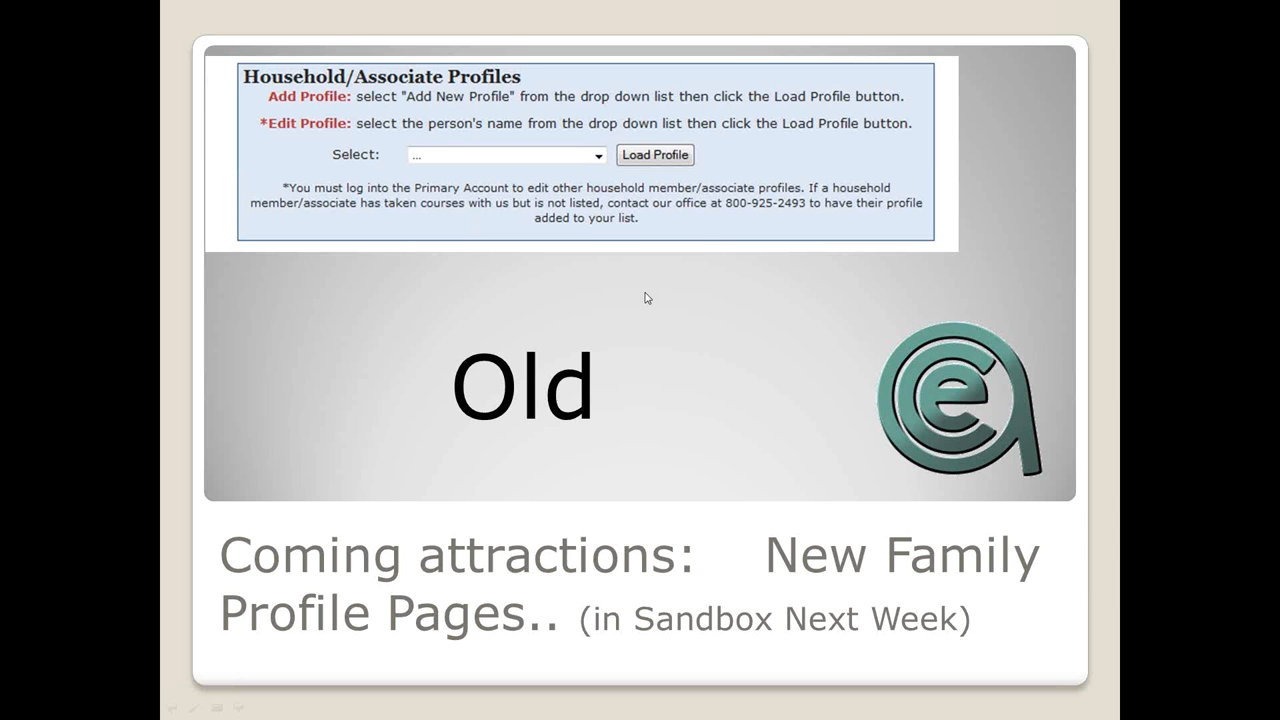 Household/Associate Profiles
Add Profile: select "Add New Profile" from the drop down list then click the Load Profile button.
*Edit Profile: select the person's name from the drop down list then click the Load Profile button.
Select: ... Load Profile
*You must log into the Primary Account to edit other household member/associate profiles. If a household
member/associate has taken courses with us but is not listed, contact our office at 800-925-2493 to have their profile
added to your list.
Old
Coming attractions: New Family
Profile Pages.. (in Sandbox Next Week)